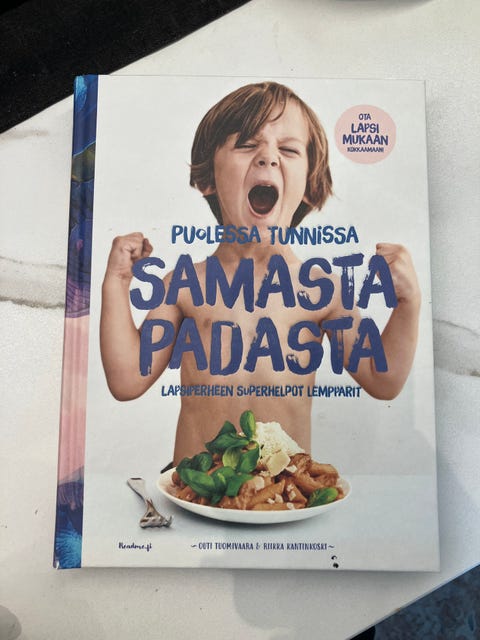 OTA
LAPSI
MUKAAN
KOKKAAMAAN!
PUOLESSA TUNNISSA
SAMASTA
PADASTA
LAPSIPERHEEN SUPERHELPOT LEMPPARIT
Readme.fi
~ OUTI TUOMIVAARA & RIIKKA KANTINKOSKI ~